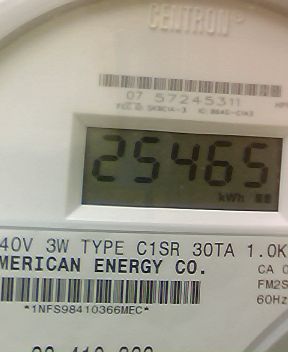 CENTRON®
07 57245311
25465
kWh
40V 3W TYPE C1SR 30TA 1.0K
MERICAN ENERGY CO.
CA 0
FM2S
60Hz
*1NFS98410366MEC*